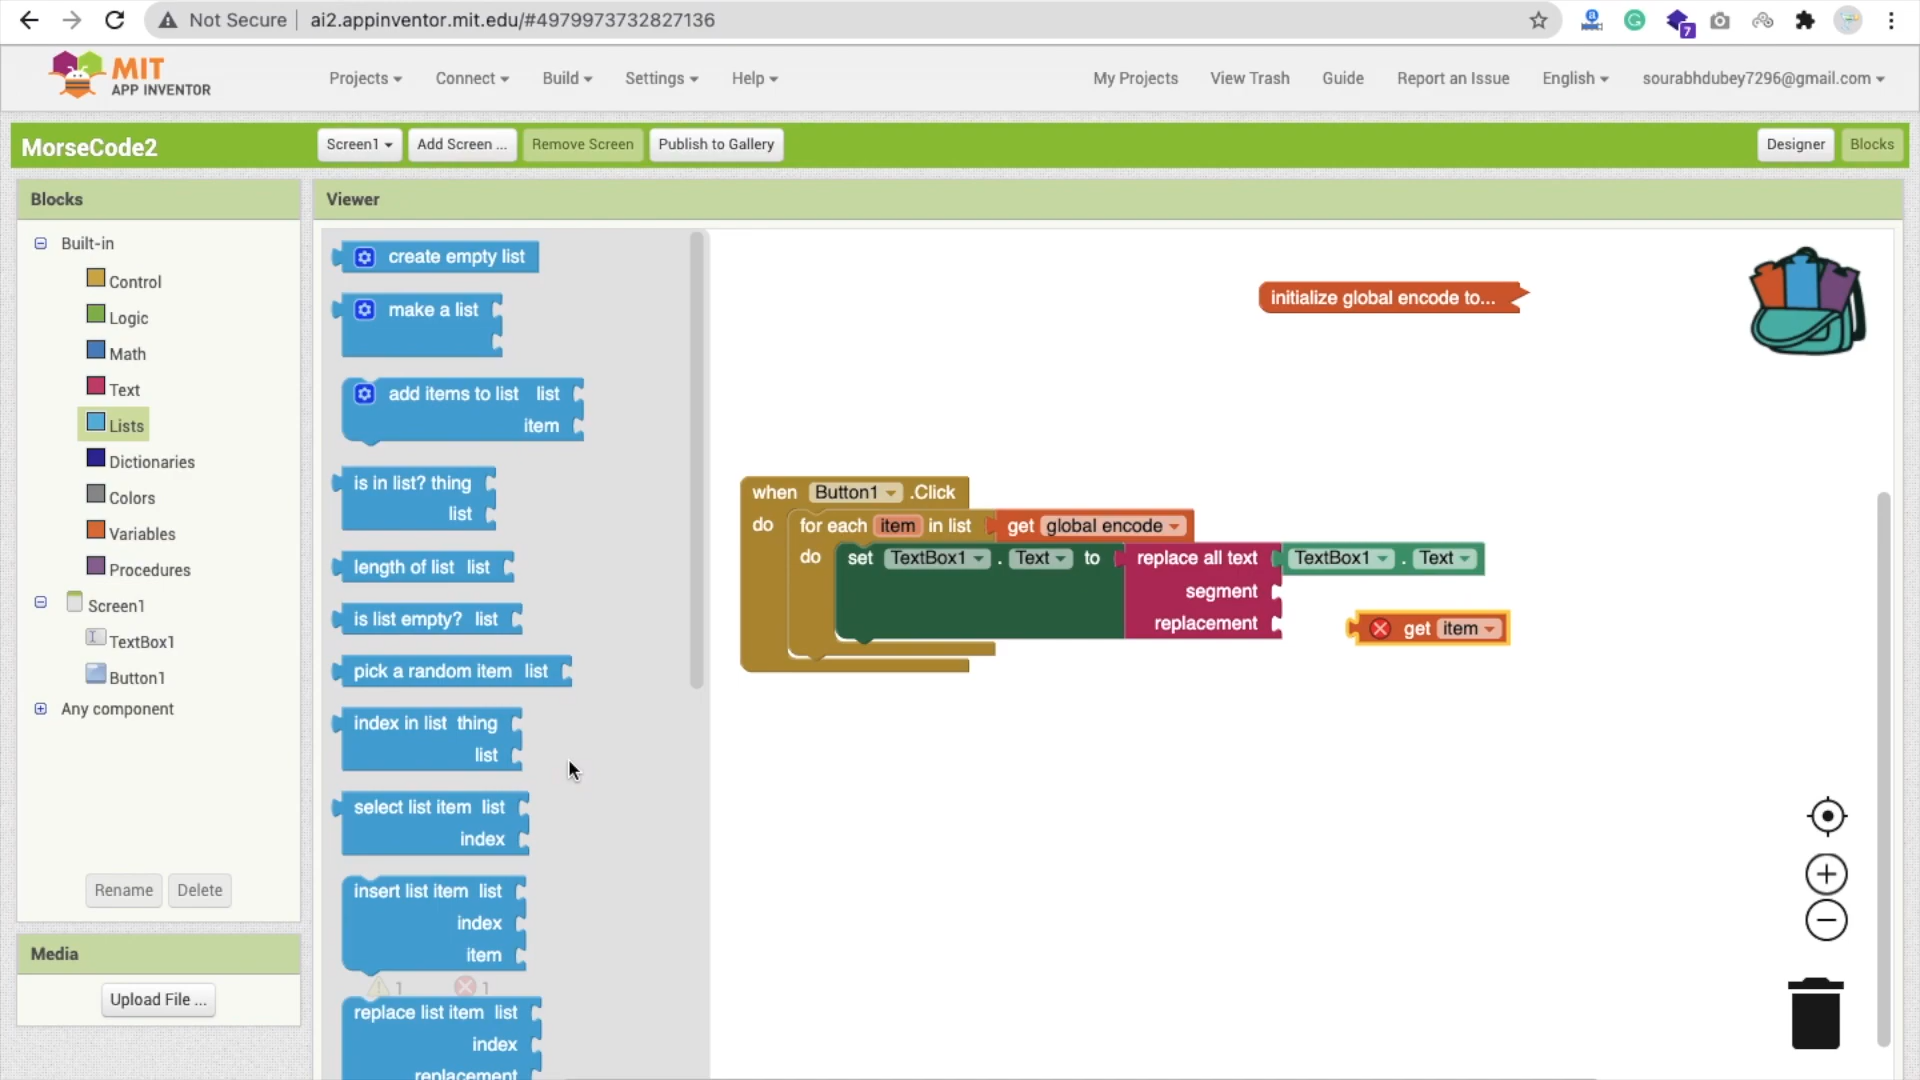 Not Secure | ai2.appinventor.mit.edu/#4979973732827136
7
MIT
APP INVENTOR
Projects Connect Build Settings Help My Projects View Trash Guide Report an Issue English sourabhdubey7296@gmail.com
MorseCode2 Screen1 Add Screen ... Remove Screen Publish to Gallery Designer Blocks
Blocks
Built-in
Control
Logic
Math
Text
Lists
Dictionaries
Colors
Variables
Procedures
Screen1
TextBox1
Button1
Any component
Rename Delete
Media
Upload File ...
Viewer
create empty list
make a list
add items to list list
item
is in list? thing
list
length of list list
is list empty? list
pick a random item list
index in list thing
list
select list item list
index
insert list item list
index
item
1 1
replace list item list
index
replacement
initialize global encode to...
when Button1 .Click
do for each item in list get global encode
do set TextBox1 . Text to replace all text TextBox1 . Text
segment
replacement
get item